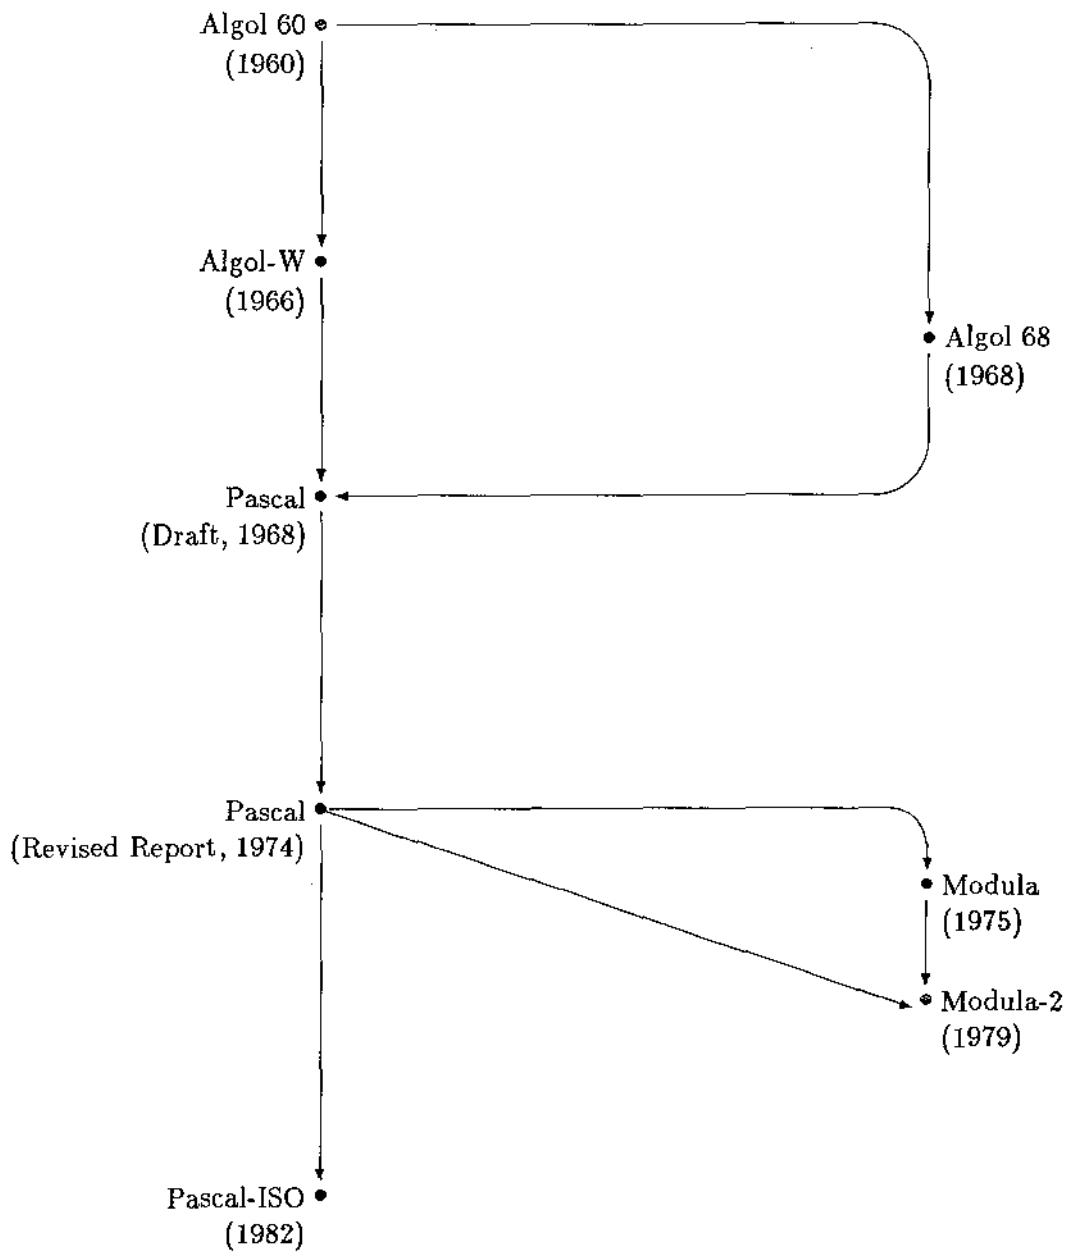 Algol 60
(1960)
Algol-W
(1966)
Algol 68
(1968)
Pascal
(Draft, 1968)
Pascal
(Revised Report, 1974)
Modula
(1975)
Modula-2
(1979)
Pascal-ISO
(1982)